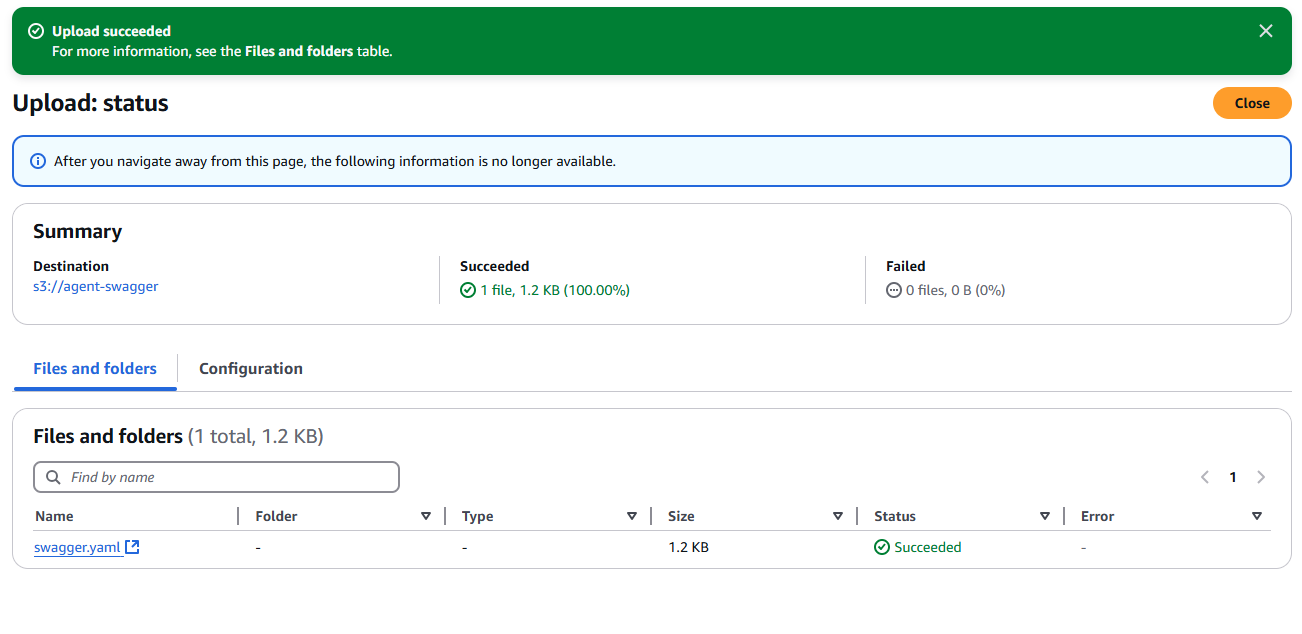 Upload succeeded
For more information, see the Files and folders table.
Upload: status
Close
After you navigate away from this page, the following information is no longer available.
Summary
Destination
s3://agent-swagger
Succeeded
1 file, 1.2 KB (100.00%)
Failed
0 files, 0 B (0%)
Files and folders
Configuration
Files and folders (1 total, 1.2 KB)
Find by name
1
Name Folder Type Size Status Error
swagger.yaml - - 1.2 KB Succeeded -